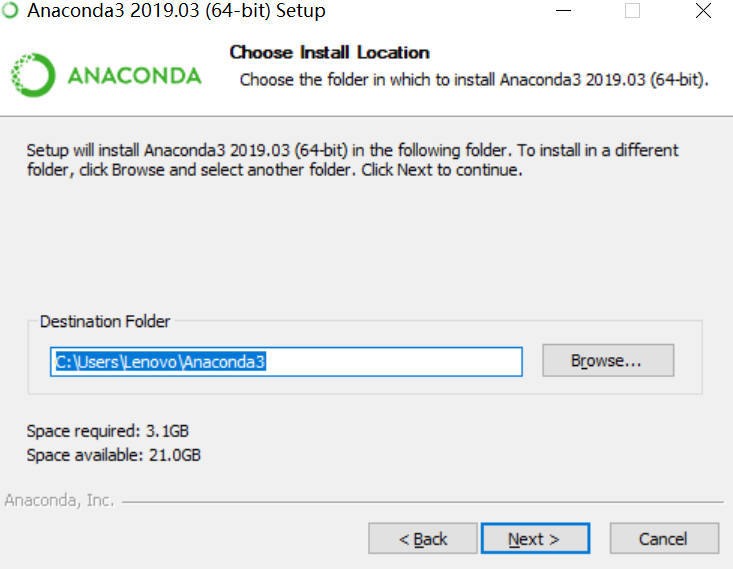 Anaconda3 2019.03 (64-bit) Setup
ANACONDA
Choose Install Location
Choose the folder in which to install Anaconda3 2019.03 (64-bit).
Setup will install Anaconda3 2019.03 (64-bit) in the following folder. To install in a different
folder, click Browse and select another folder. Click Next to continue.
Destination Folder
C:\Users\Lenovo\Anaconda3
Browse...
Space required: 3.1GB
Space available: 21.0GB
Anaconda, Inc.
< Back
Next >
Cancel